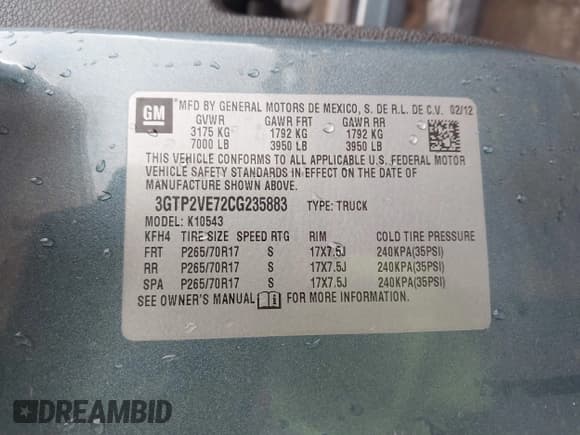 GM
MFD BY GENERAL MOTORS DE MEXICO, S. DE R.L. DE C.V. 02/12
GVWR GAWR FRT GAWR RR
3175 KG 1792 KG 1792 KG
7000 LB 3950 LB 3950 LB
THIS VEHICLE CONFORMS TO ALL APPLICABLE U.S. FEDERAL MOTOR
VEHICLE SAFETY STANDARDS IN EFFECT ON THE DATE OF
MANUFACTURE SHOWN ABOVE.
3GTP2VE72CG235883 TYPE: TRUCK
MODEL: K10543
KFH4 TIRE SIZE SPEED RTG RIM COLD TIRE PRESSURE
FRT P265/70R17 S 17X7.5J 240KPA(35PSI)
RR P265/70R17 S 17X7.5J 240KPA(35PSI)
SPA P265/70R17 S 17X7.5J 240KPA(35PSI)
SEE OWNER'S MANUAL FOR MORE INFORMATION.
DREAMBID